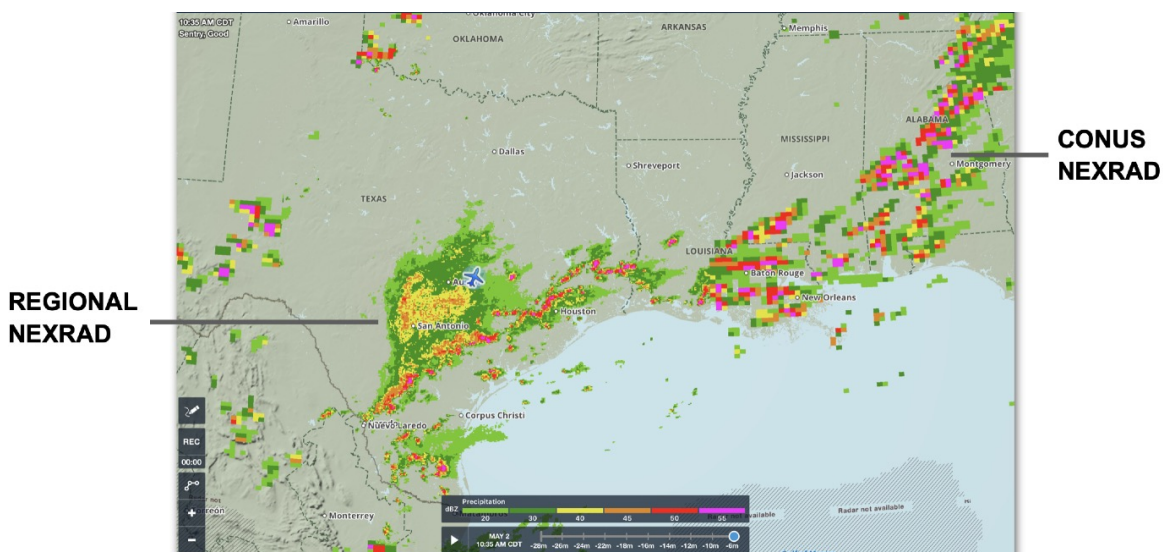 10:35 AM CDT
Sentry, Good
Amarillo
Oklahoma City
OKLAHOMA
ARKANSAS
Memphis
ALABAMA
MISSISSIPPI
CONUS
NEXRAD
Dallas
Shreveport
Jackson
Montgomery
TEXAS
LOUISIANA
Baton Rouge
REGIONAL
NEXRAD
San Antonio
Houston
New Orleans
Corpus Christi
Nuevo Laredo
REC
00:00
Monterrey
Precipitation
dBZ
20 30 40 45 50 55
Radar not available
MAY 2
10:35 AM CDT
-28m -26m -24m -22m -18m -16m -14m -12m -10m -6m